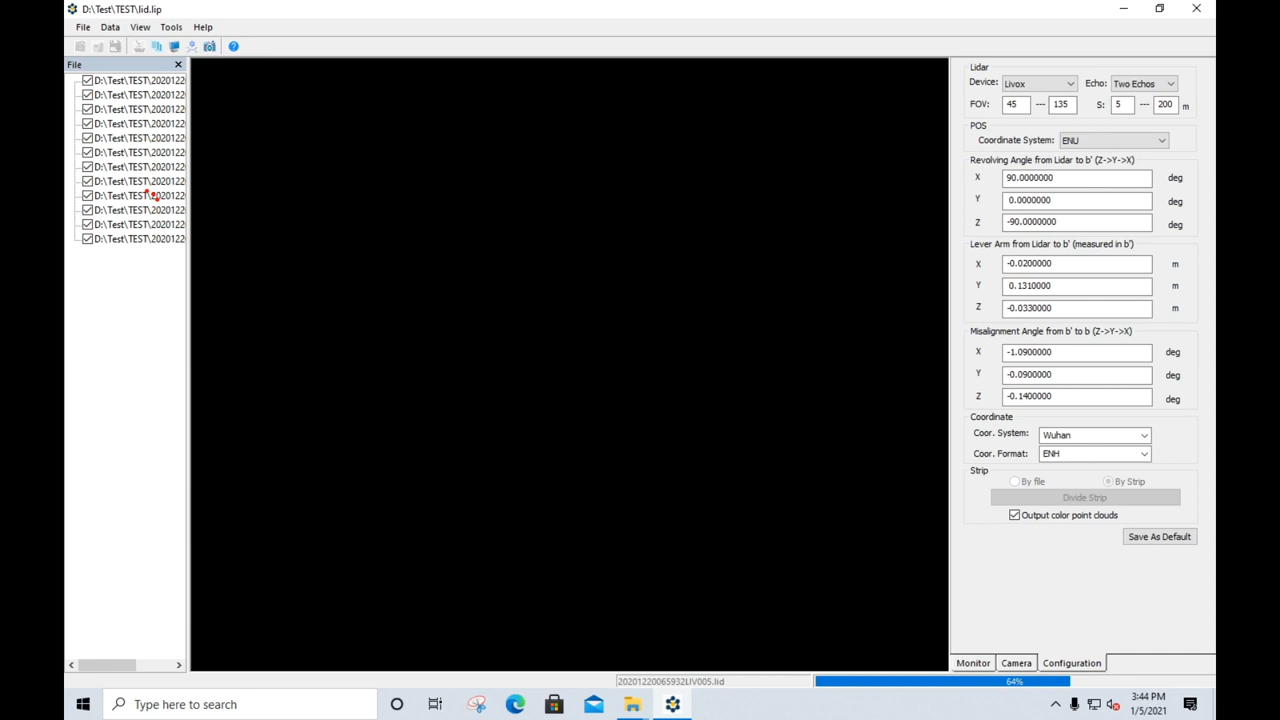 D:\Test\TEST\lid.lip
File Data View Tools Help
File
D:\Test\TEST\2020122
D:\Test\TEST\2020122
D:\Test\TEST\2020122
D:\Test\TEST\2020122
D:\Test\TEST\2020122
D:\Test\TEST\2020122
D:\Test\TEST\2020122
D:\Test\TEST\2020122
D:\Test\TEST\2020122
D:\Test\TEST\2020122
D:\Test\TEST\2020122
D:\Test\TEST\2020122
Lidar
Device: Livox Echo: Two Echos
FOV: 45 --- 135 S: 5 --- 200 m
POS
Coordinate System: ENU
Revolving Angle from Lidar to b' (Z->Y->X)
X 90.0000000 deg
Y 0.0000000 deg
Z -90.0000000 deg
Lever Arm from Lidar to b' (measured in b')
X -0.0200000 m
Y 0.1310000 m
Z -0.0330000 m
Misalignment Angle from b' to b (Z->Y->X)
X -1.0900000 deg
Y -0.0900000 deg
Z -0.1400000 deg
Coordinate
Coor. System: Wuhan
Coor. Format: ENH
Strip
By file By Strip
Divide Strip
Output color point clouds
Save As Default
Monitor Camera Configuration
20201220065932LIV005.lid 64%
Type here to search
3:44 PM
1/5/2021